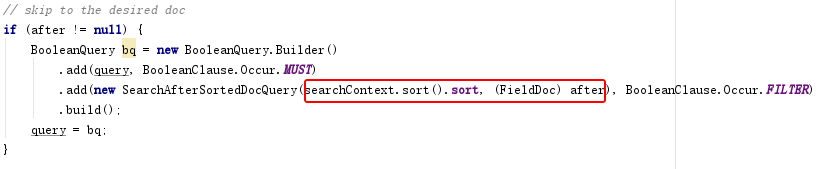 // skip to the desired doc
if (after != null) {
BooleanQuery bq = new BooleanQuery.Builder()
.add(query, BooleanClause.Occur.MUST)
.add(new SearchAfterSortedDocQuery(searchContext.sort().sort, (FieldDoc) after), BooleanClause.Occur.FILTER)
.build();
query = bq;
}